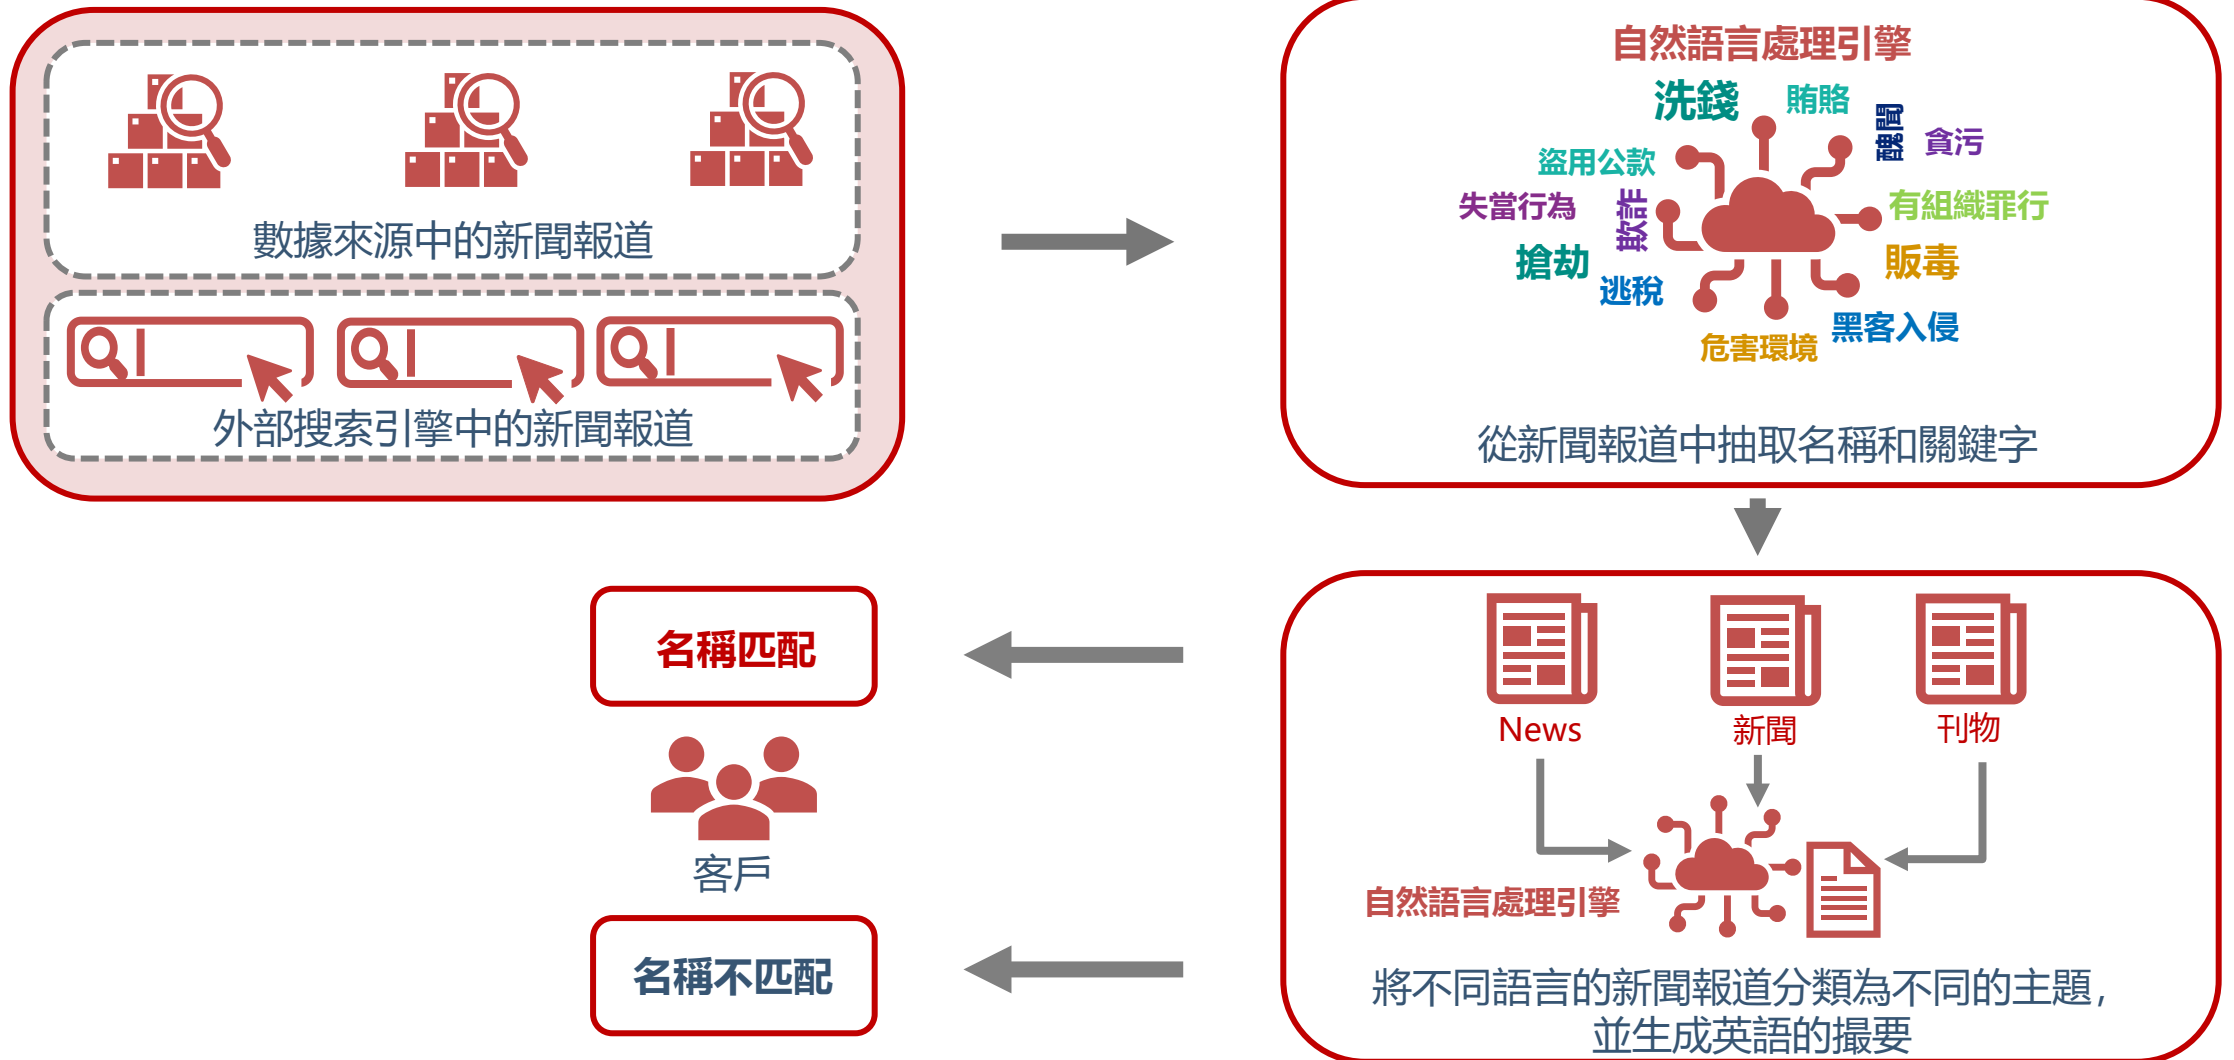 數據來源中的新聞報道
外部搜索引擎中的新聞報道
自然語言處理引擎
洗錢
賄賂
醜聞
貪污
盜用公款
失當行為
欺詐
有組織罪行
搶劫
販毒
逃稅
黑客入侵
危害環境
從新聞報道中抽取名稱和關鍵字
News
新聞
刊物
自然語言處理引擎
將不同語言的新聞報道分類為不同的主題，
並生成英語的撮要
名稱匹配
客戶
名稱不匹配